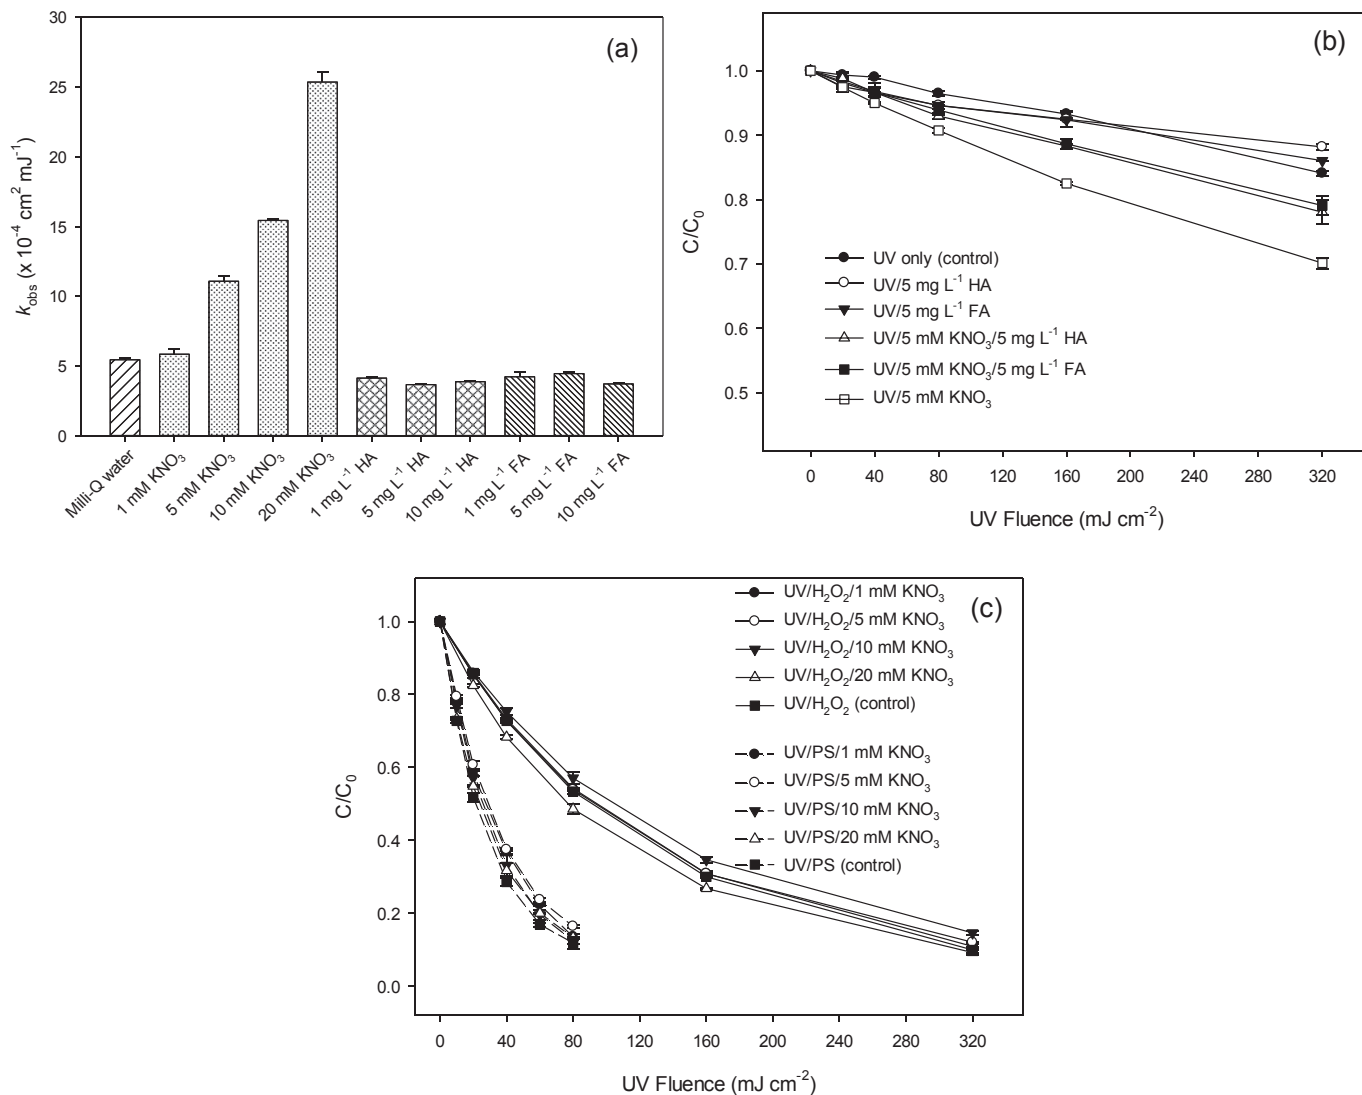 (a)
30
25
20
15
10
5
0
k_obs (x 10⁻⁴ cm² mJ⁻¹)
Milli-Q water
1 mM KNO₃
5 mM KNO₃
10 mM KNO₃
20 mM KNO₃
1 mg L⁻¹ HA
5 mg L⁻¹ HA
10 mg L⁻¹ HA
1 mg L⁻¹ FA
5 mg L⁻¹ FA
10 mg L⁻¹ FA
(b)
1.0
0.9
0.8
0.7
0.6
0.5
C/C₀
UV only (control)
UV/5 mg L⁻¹ HA
UV/5 mg L⁻¹ FA
UV/5 mM KNO₃/5 mg L⁻¹ HA
UV/5 mM KNO₃/5 mg L⁻¹ FA
UV/5 mM KNO₃
0 40 80 120 160 200 240 280 320
UV Fluence (mJ cm⁻²)
(c)
1.0
0.8
0.6
0.4
0.2
0.0
C/C₀
UV/H₂O₂/1 mM KNO₃
UV/H₂O₂/5 mM KNO₃
UV/H₂O₂/10 mM KNO₃
UV/H₂O₂/20 mM KNO₃
UV/H₂O₂ (control)
UV/PS/1 mM KNO₃
UV/PS/5 mM KNO₃
UV/PS/10 mM KNO₃
UV/PS/20 mM KNO₃
UV/PS (control)
0 40 80 120 160 200 240 280 320
UV Fluence (mJ cm⁻²)